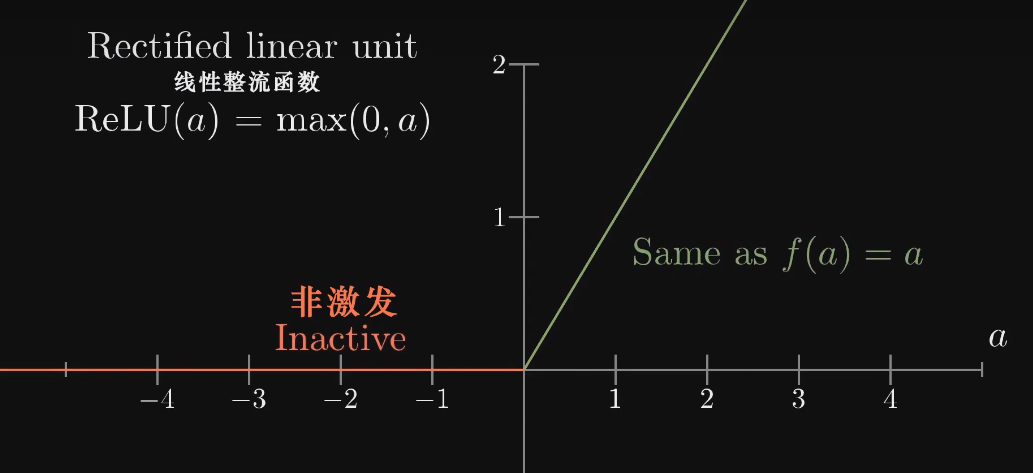 Rectified linear unit
线性整流函数
ReLU(a) = max(0, a)
2
1
Same as f(a) = a
非激发
Inactive
a
−4 −3 −2 −1 1 2 3 4